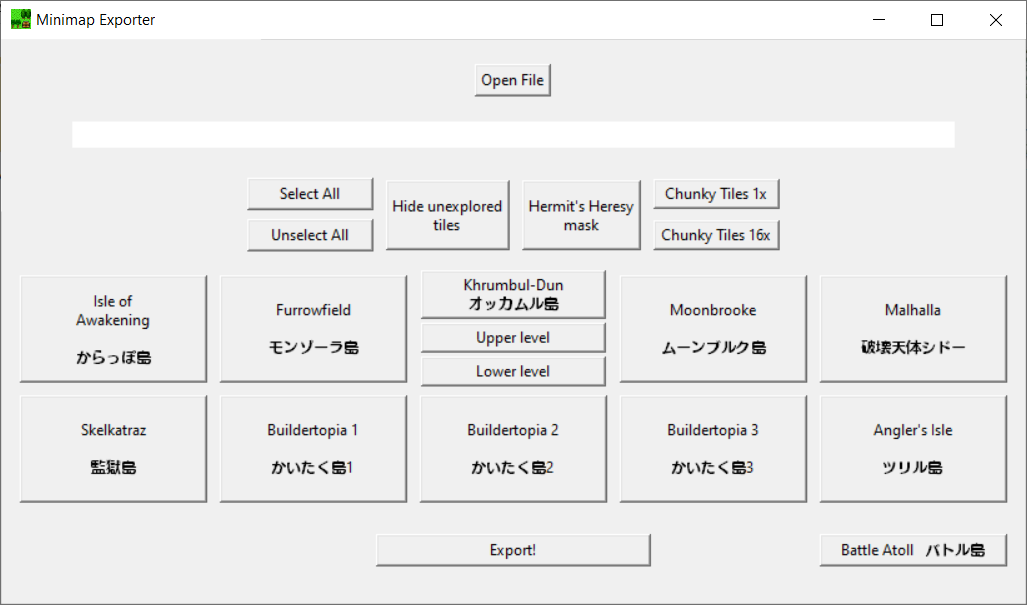 Minimap Exporter
Open File
Select All
Unselect All
Hide unexplored
tiles
Hermit's Heresy
mask
Chunky Tiles 1x
Chunky Tiles 16x
Isle of
Awakening
からっぽ島
Furrowfield
モンゾーラ島
Khrumbul-Dun
オッカムル島
Upper level
Lower level
Moonbrooke
ムーンブルク島
Malhalla
破壊天体シドー
Skelkatraz
監獄島
Buildertopia 1
かいたく島1
Buildertopia 2
かいたく島2
Buildertopia 3
かいたく島3
Angler's Isle
ツリル島
Export!
Battle Atoll バトル島